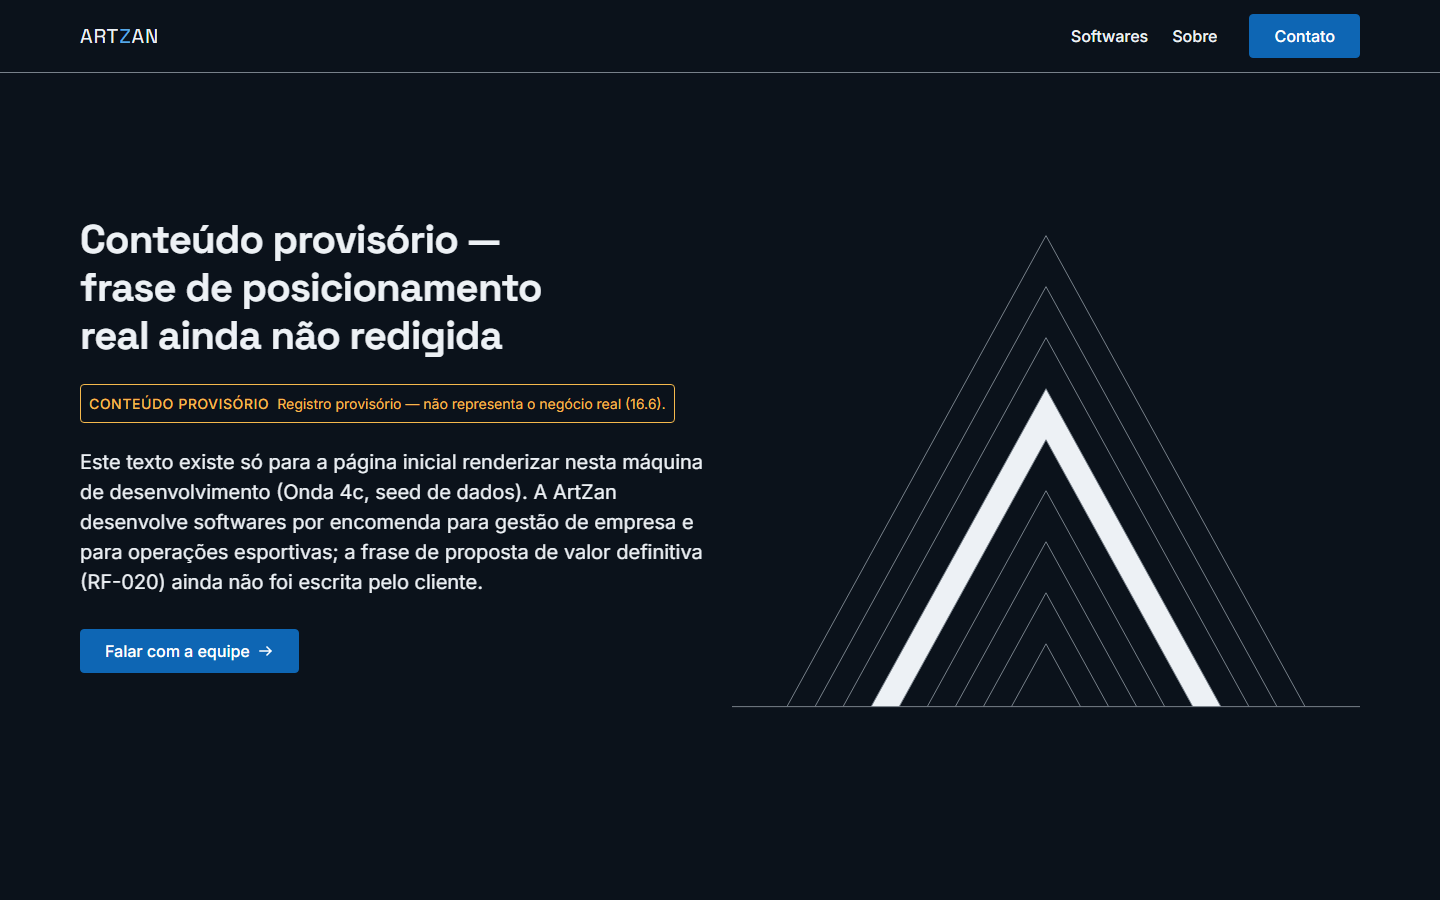 ARTZAN
Softwares Sobre Contato
Conteúdo provisório —
frase de posicionamento
real ainda não redigida
CONTEÚDO PROVISÓRIO Registro provisório — não representa o negócio real (16.6).
Este texto existe só para a página inicial renderizar nesta máquina
de desenvolvimento (Onda 4c, seed de dados). A ArtZan
desenvolve softwares por encomenda para gestão de empresa e
para operações esportivas; a frase de proposta de valor definitiva
(RF-020) ainda não foi escrita pelo cliente.
Falar com a equipe →